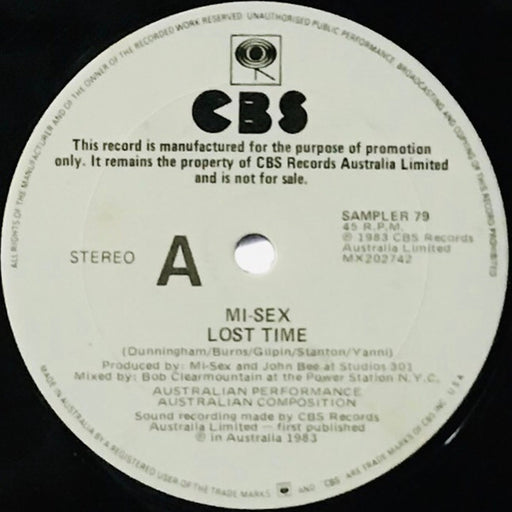 ALL RIGHTS OF THE MANUFACTURER AND OF THE OWNER OF THE RECORDED WORK RESERVED. UNAUTHORISED PUBLIC PERFORMANCE, BROADCASTING AND COPYING OF THIS RECORD PROHIBITED
CBS
This record is manufactured for the purpose of promotion
only. It remains the property of CBS Records Australia Limited
and is not for sale.
SAMPLER 79
45 R.P.M.
℗ 1983 CBS Records
Australia Limited
MX202742
STEREO A
MI-SEX
LOST TIME
(Dunningham/Burns/Gilpin/Stanton/Yanni)
Produced by: Mi-Sex and John Bee at Studios 301
Mixed by: Bob Clearmountain at the Power Station N.Y.C.
AUSTRALIAN PERFORMANCE
AUSTRALIAN COMPOSITION
Sound recording made by CBS Records
Australia Limited — first published
℗ in Australia 1983
MADE IN AUSTRALIA BY A REGISTERED USER OF THE TRADE MARKS AND "CBS" ARE TRADE MARKS OF CBS INC. U.S.A.